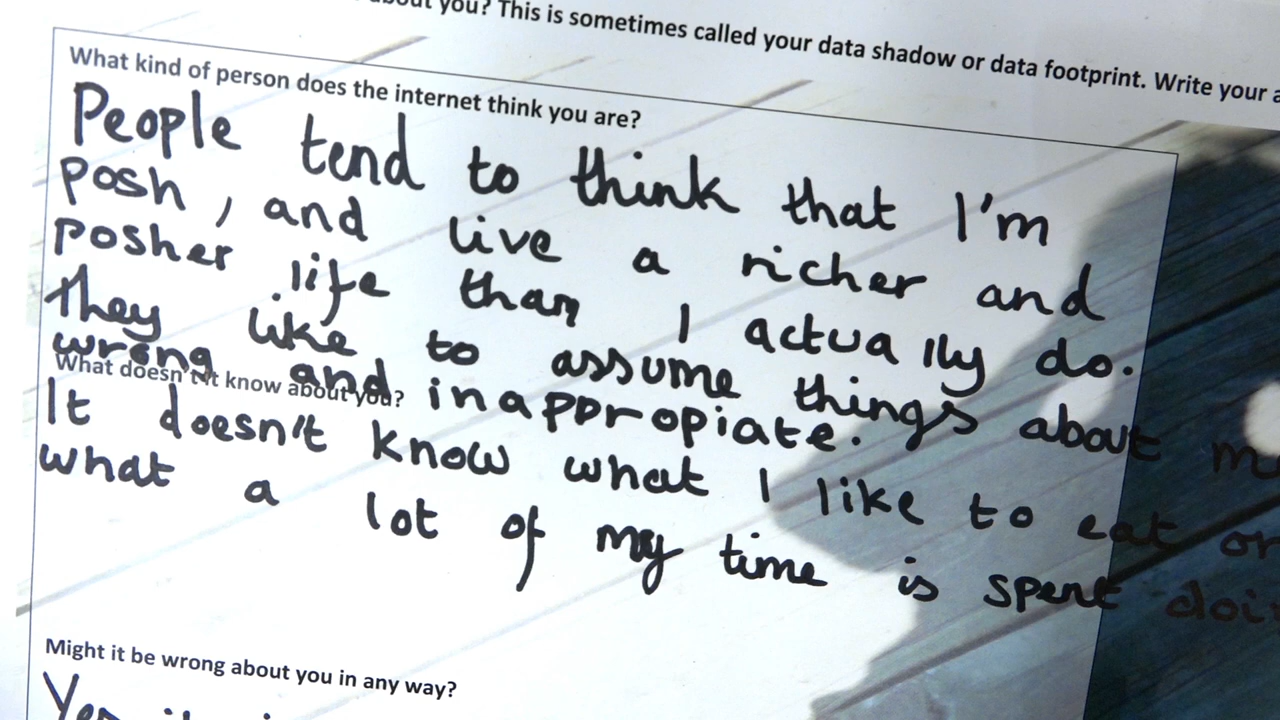 about you? This is sometimes called your data shadow or data footprint. Write your
What kind of person does the internet think you are?
People tend to think that I'm
posh, and live a richer and
posher life than I actually do.
They like to assume things about
wrong and inappropiate.
What doesn't it know about you?
It doesn't know what I like to eat or
what a lot of my time is spent
Might it be wrong about you in any way?
Yes